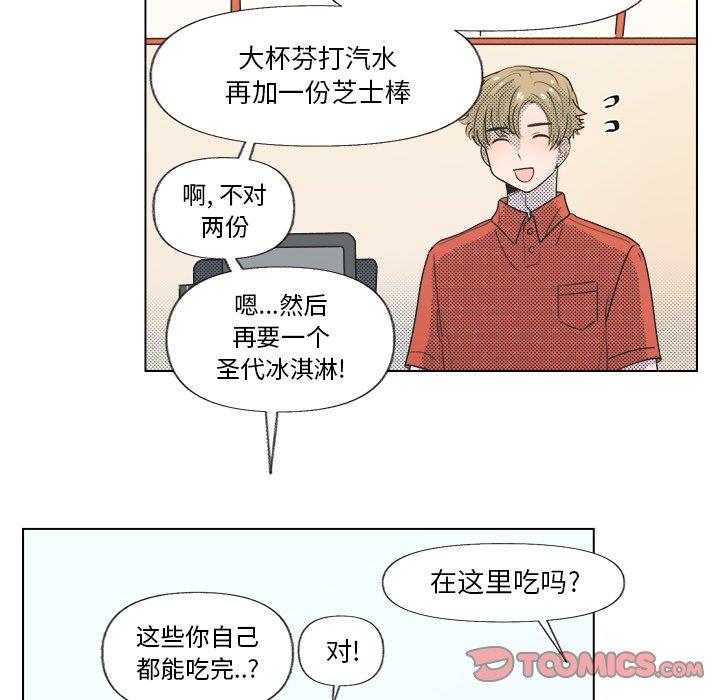 大杯芬打汽水
再加一份芝士棒
啊, 不对
两份
嗯...然后
再要一个
圣代冰淇淋!
在这里吃吗?
这些你自己
都能吃完..?
对!
TOOMICS.COM